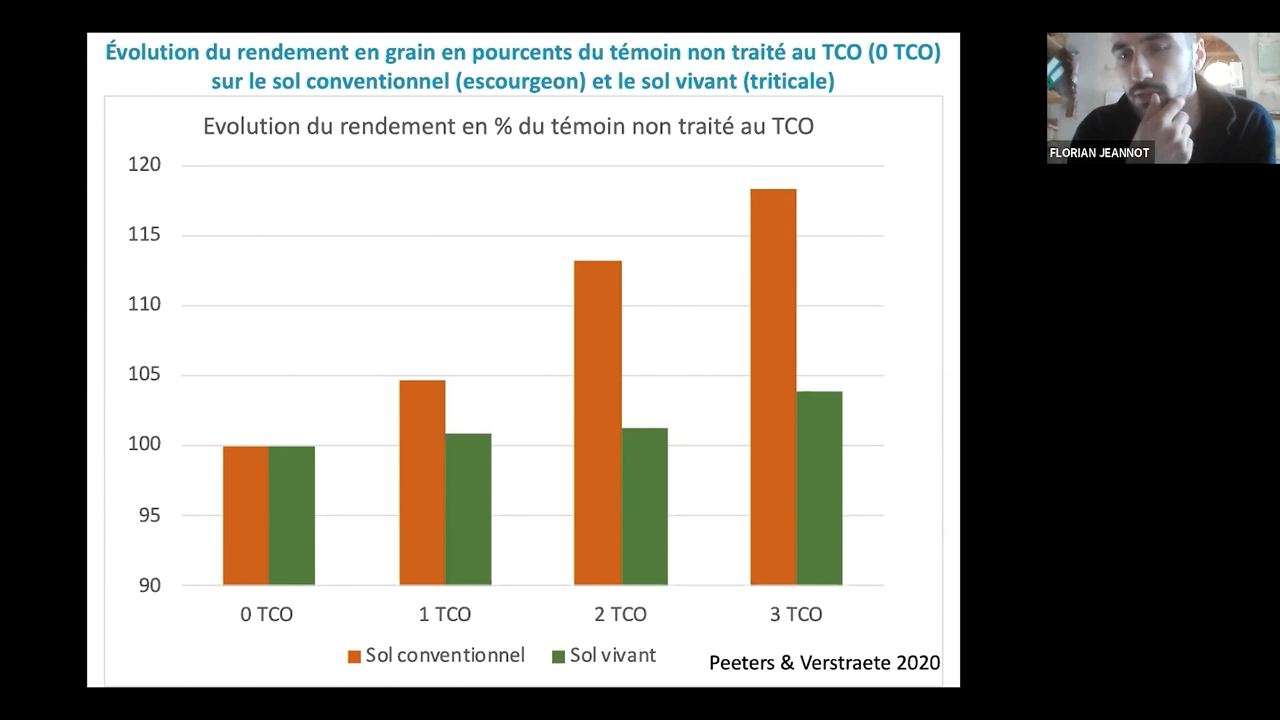 Évolution du rendement en grain en pourcents du témoin non traité au TCO (0 TCO)
sur le sol conventionnel (escourgeon) et le sol vivant (triticale)
Evolution du rendement en % du témoin non traité au TCO
120
115
110
105
100
95
90
0 TCO
1 TCO
2 TCO
3 TCO
Sol conventionnel
Sol vivant
Peeters & Verstraete 2020
FLORIAN JEANNOT